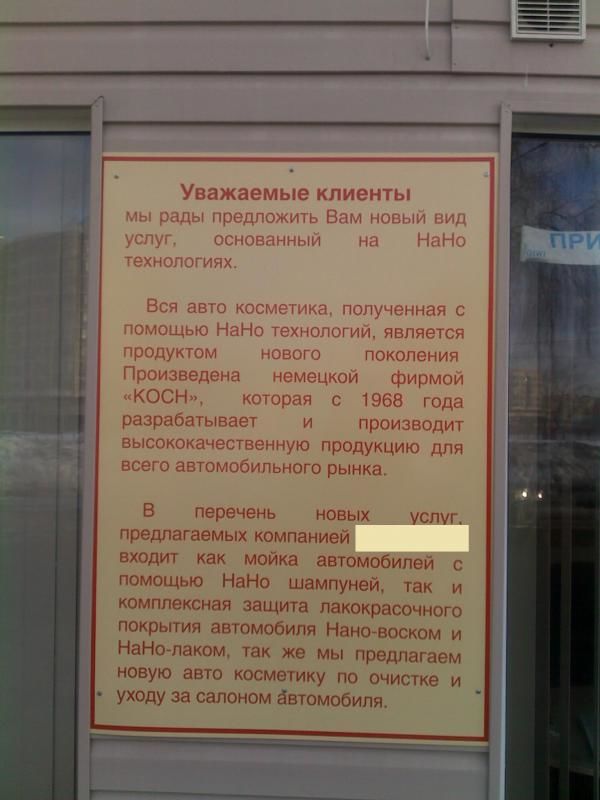 Уважаемые клиенты
мы рады предложить Вам новый вид
услуг, основанный на НаНо
технологиях.
Вся авто косметика, полученная с
помощью НаНо технологий, является
продуктом нового поколения
Произведена немецкой фирмой
«КОСН», которая с 1968 года
разрабатывает и производит
высококачественную продукцию для
всего автомобильного рынка.
В перечень новых услуг,
предлагаемых компанией
входит как мойка автомобилей с
помощью НаНо шампуней, так и
комплексная защита лакокрасочного
покрытия автомобиля Нано-воском и
НаНо-лаком, так же мы предлагаем
новую авто косметику по очистке и
уходу за салоном автомобиля.
ПРИ